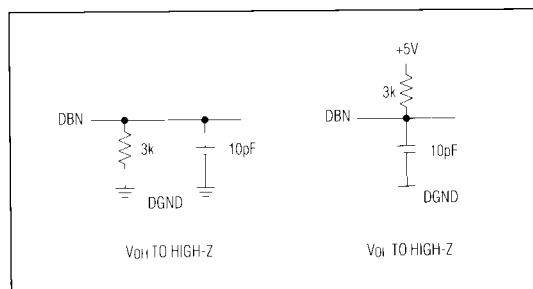 +5V
3k
DBN
3k
10pF
DGND
VOH TO HIGH-Z
DBN
10pF
DGND
VOL TO HIGH-Z